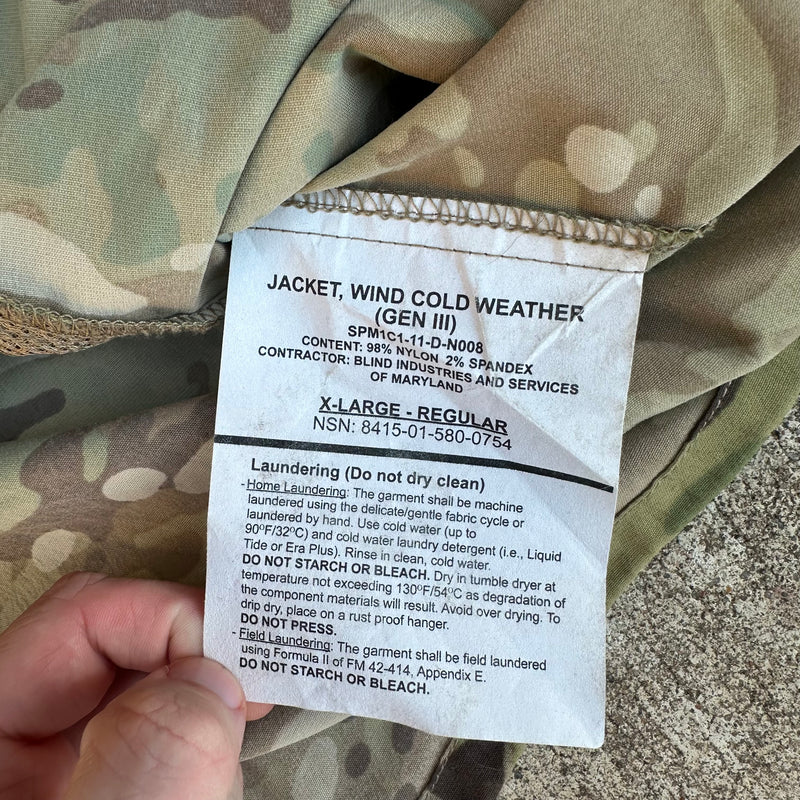 JACKET, WIND COLD WEATHER
(GEN III)
SPM1C1-11-D-N008
CONTENT: 98% NYLON 2% SPANDEX
CONTRACTOR: BLIND INDUSTRIES AND SERVICES
OF MARYLAND
X-LARGE - REGULAR
NSN: 8415-01-580-0754
Laundering (Do not dry clean)
- Home Laundering: The garment shall be machine
laundered using the delicate/gentle fabric cycle or
laundered by hand. Use cold water (up to
90ºF/32ºC) and cold water laundry detergent (i.e., Liquid
Tide or Era Plus). Rinse in clean, cold water.
DO NOT STARCH OR BLEACH. Dry in tumble dryer at
temperature not exceeding 130ºF/54ºC as degradation of
the component materials will result. Avoid over drying. To
drip dry, place on a rust proof hanger.
DO NOT PRESS.
- Field Laundering: The garment shall be field laundered
using Formula II of FM 42-414, Appendix E.
DO NOT STARCH OR BLEACH.